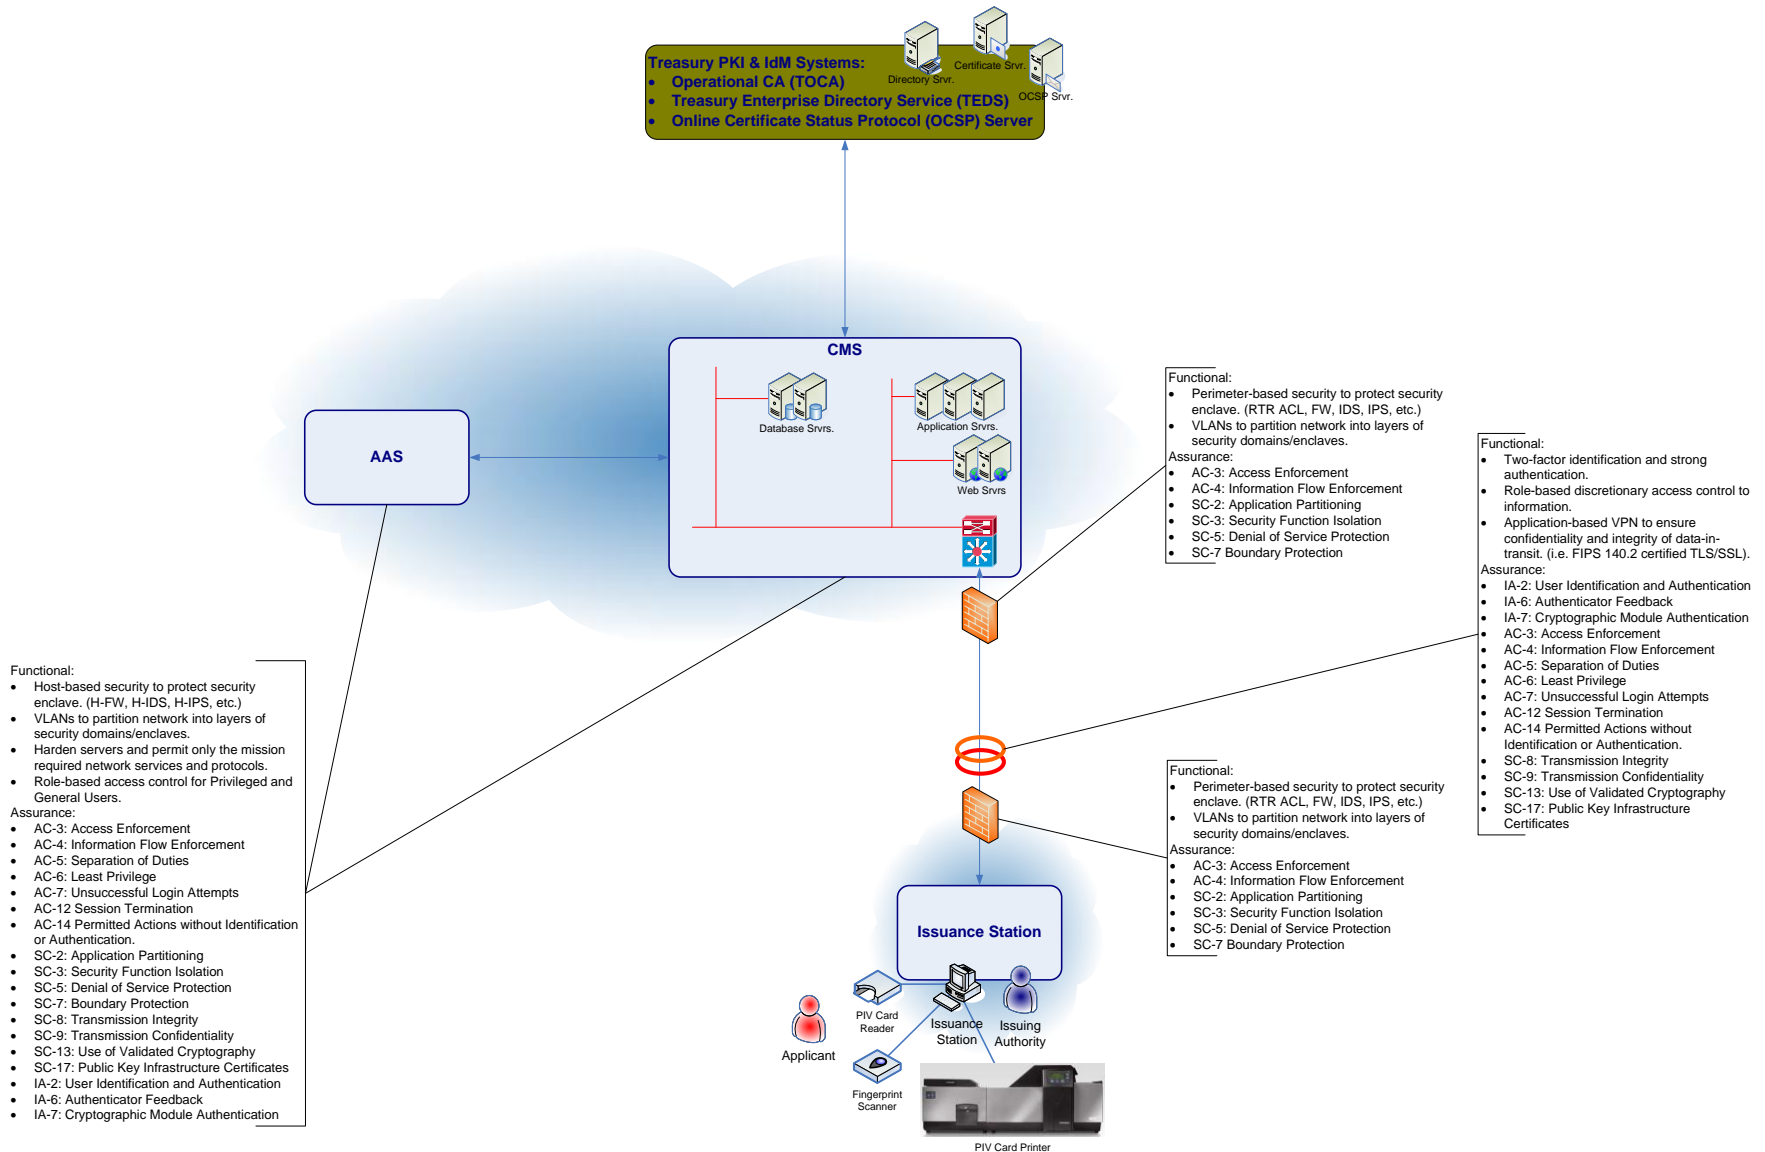 Treasury PKI & IdM Systems:
• Operational CA (TOCA)
• Treasury Enterprise Directory Service (TEDS)
• Online Certificate Status Protocol (OCSP) Server
Directory Srvr.
Certificate Srvr.
OCSP Srvr.
CMS
Database Srvrs.
Application Srvrs.
Web Srvrs
AAS
Functional:
• Perimeter-based security to protect security
enclave. (RTR ACL, FW, IDS, IPS, etc.)
• VLANs to partition network into layers of
security domains/enclaves.
Assurance:
• AC-3: Access Enforcement
• AC-4: Information Flow Enforcement
• SC-2: Application Partitioning
• SC-3: Security Function Isolation
• SC-5: Denial of Service Protection
• SC-7 Boundary Protection
Functional:
• Two-factor identification and strong
authentication.
• Role-based discretionary access control to
information.
• Application-based VPN to ensure
confidentiality and integrity of data-in-
transit. (i.e. FIPS 140.2 certified TLS/SSL).
Assurance:
• IA-2: User Identification and Authentication
• IA-6: Authenticator Feedback
• IA-7: Cryptographic Module Authentication
• AC-3: Access Enforcement
• AC-4: Information Flow Enforcement
• AC-5: Separation of Duties
• AC-6: Least Privilege
• AC-7: Unsuccessful Login Attempts
• AC-12 Session Termination
• AC-14 Permitted Actions without
Identification or Authentication.
• SC-8: Transmission Integrity
• SC-9: Transmission Confidentiality
• SC-13: Use of Validated Cryptography
• SC-17: Public Key Infrastructure
Certificates
Functional:
• Host-based security to protect security
enclave. (H-FW, H-IDS, H-IPS, etc.)
• VLANs to partition network into layers of
security domains/enclaves.
• Harden servers and permit only the mission
required network services and protocols.
• Role-based access control for Privileged and
General Users.
Assurance:
• AC-3: Access Enforcement
• AC-4: Information Flow Enforcement
• AC-5: Separation of Duties
• AC-6: Least Privilege
• AC-7: Unsuccessful Login Attempts
• AC-12 Session Termination
• AC-14 Permitted Actions without Identification
or Authentication.
• SC-2: Application Partitioning
• SC-3: Security Function Isolation
• SC-5: Denial of Service Protection
• SC-7: Boundary Protection
• SC-8: Transmission Integrity
• SC-9: Transmission Confidentiality
• SC-13: Use of Validated Cryptography
• SC-17: Public Key Infrastructure Certificates
• IA-2: User Identification and Authentication
• IA-6: Authenticator Feedback
• IA-7: Cryptographic Module Authentication
Functional:
• Perimeter-based security to protect security
enclave. (RTR ACL, FW, IDS, IPS, etc.)
• VLANs to partition network into layers of
security domains/enclaves.
Assurance:
• AC-3: Access Enforcement
• AC-4: Information Flow Enforcement
• SC-2: Application Partitioning
• SC-3: Security Function Isolation
• SC-5: Denial of Service Protection
• SC-7 Boundary Protection
Issuance Station
PIV Card
Reader
Issuance
Station
Issuing
Authority
Applicant
Fingerprint
Scanner
PIV Card Printer